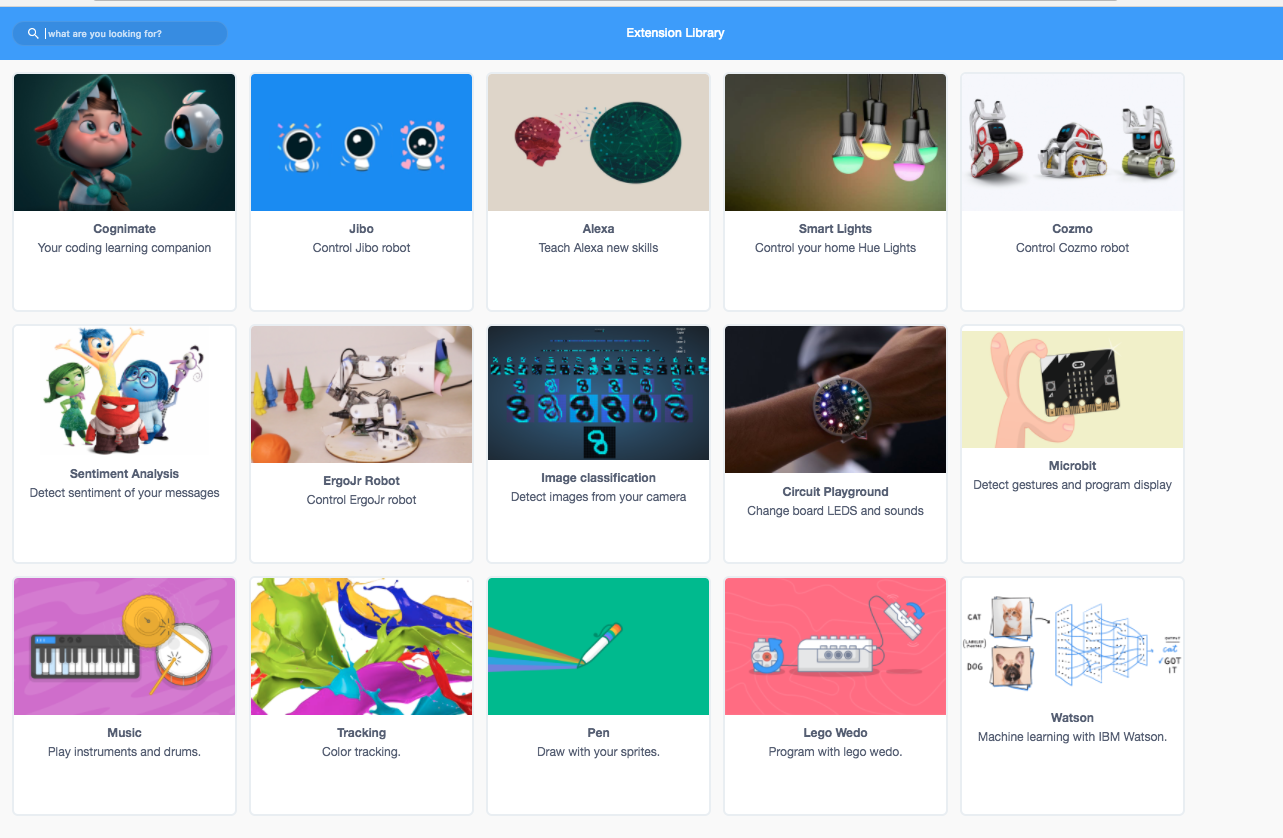 what are you looking for?
Extension Library
Cognimate
Your coding learning companion
Jibo
Control Jibo robot
Alexa
Teach Alexa new skills
Smart Lights
Control your home Hue Lights
Cozmo
Control Cozmo robot
Sentiment Analysis
Detect sentiment of your messages
ErgoJr Robot
Control ErgoJr robot
8
Image classification
Detect images from your camera
Circuit Playground
Change board LEDS and sounds
Microbit
Detect gestures and program display
Music
Play instruments and drums.
Tracking
Color tracking.
Pen
Draw with your sprites.
Lego Wedo
Program with lego wedo.
CAT
DOG
OUTPUT
cat
✓GOT
IT
Watson
Machine learning with IBM Watson.